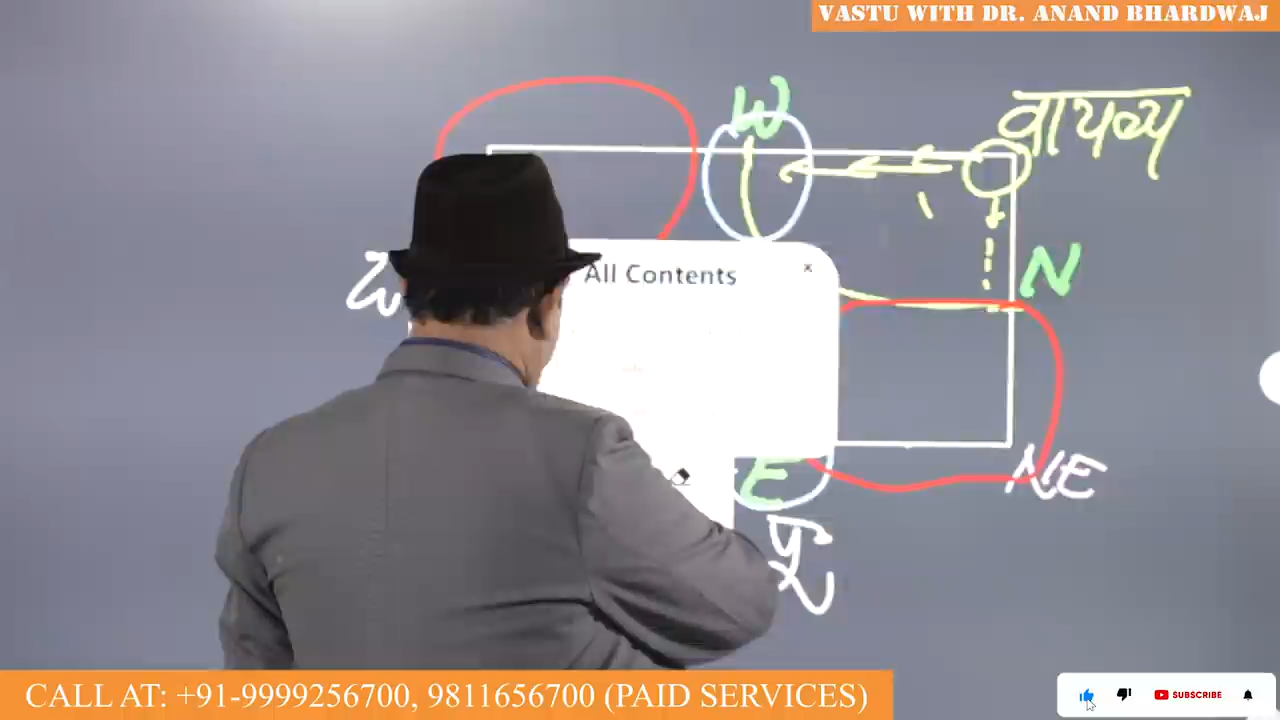 VASTU WITH DR. ANAND BHARDWAJ
W
वायव्य
N
All Contents ×
E
NE
पू
CALL AT: +91-9999256700, 9811656700 (PAID SERVICES)
SUBSCRIBE